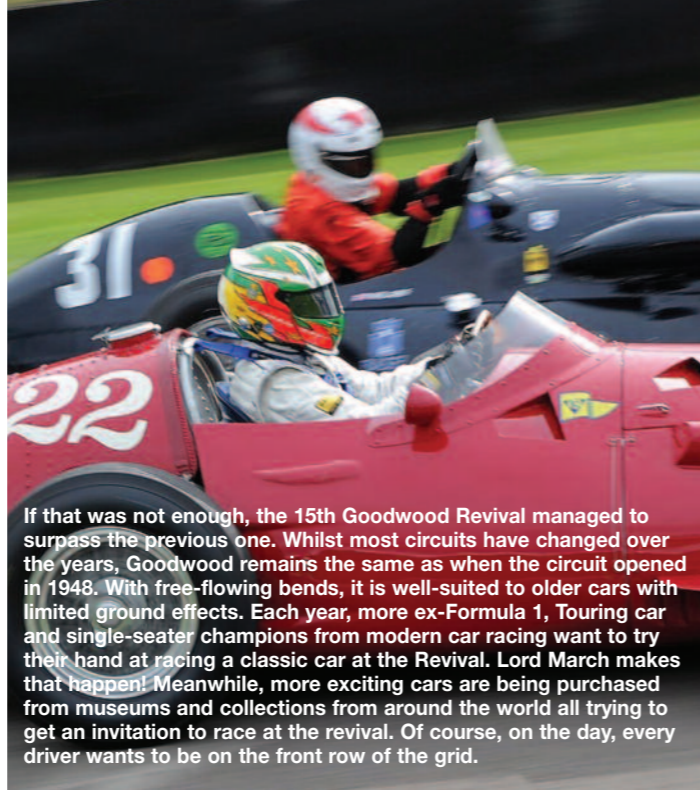 31
22
If that was not enough, the 15th Goodwood Revival managed to
surpass the previous one. Whilst most circuits have changed over
the years, Goodwood remains the same as when the circuit opened
in 1948. With free-flowing bends, it is well-suited to older cars with
limited ground effects. Each year, more ex-Formula 1, Touring car
and single-seater champions from modern car racing want to try
their hand at racing a classic car at the Revival. Lord March makes
that happen! Meanwhile, more exciting cars are being purchased
from museums and collections from around the world all trying to
get an invitation to race at the revival. Of course, on the day, every
driver wants to be on the front row of the grid.